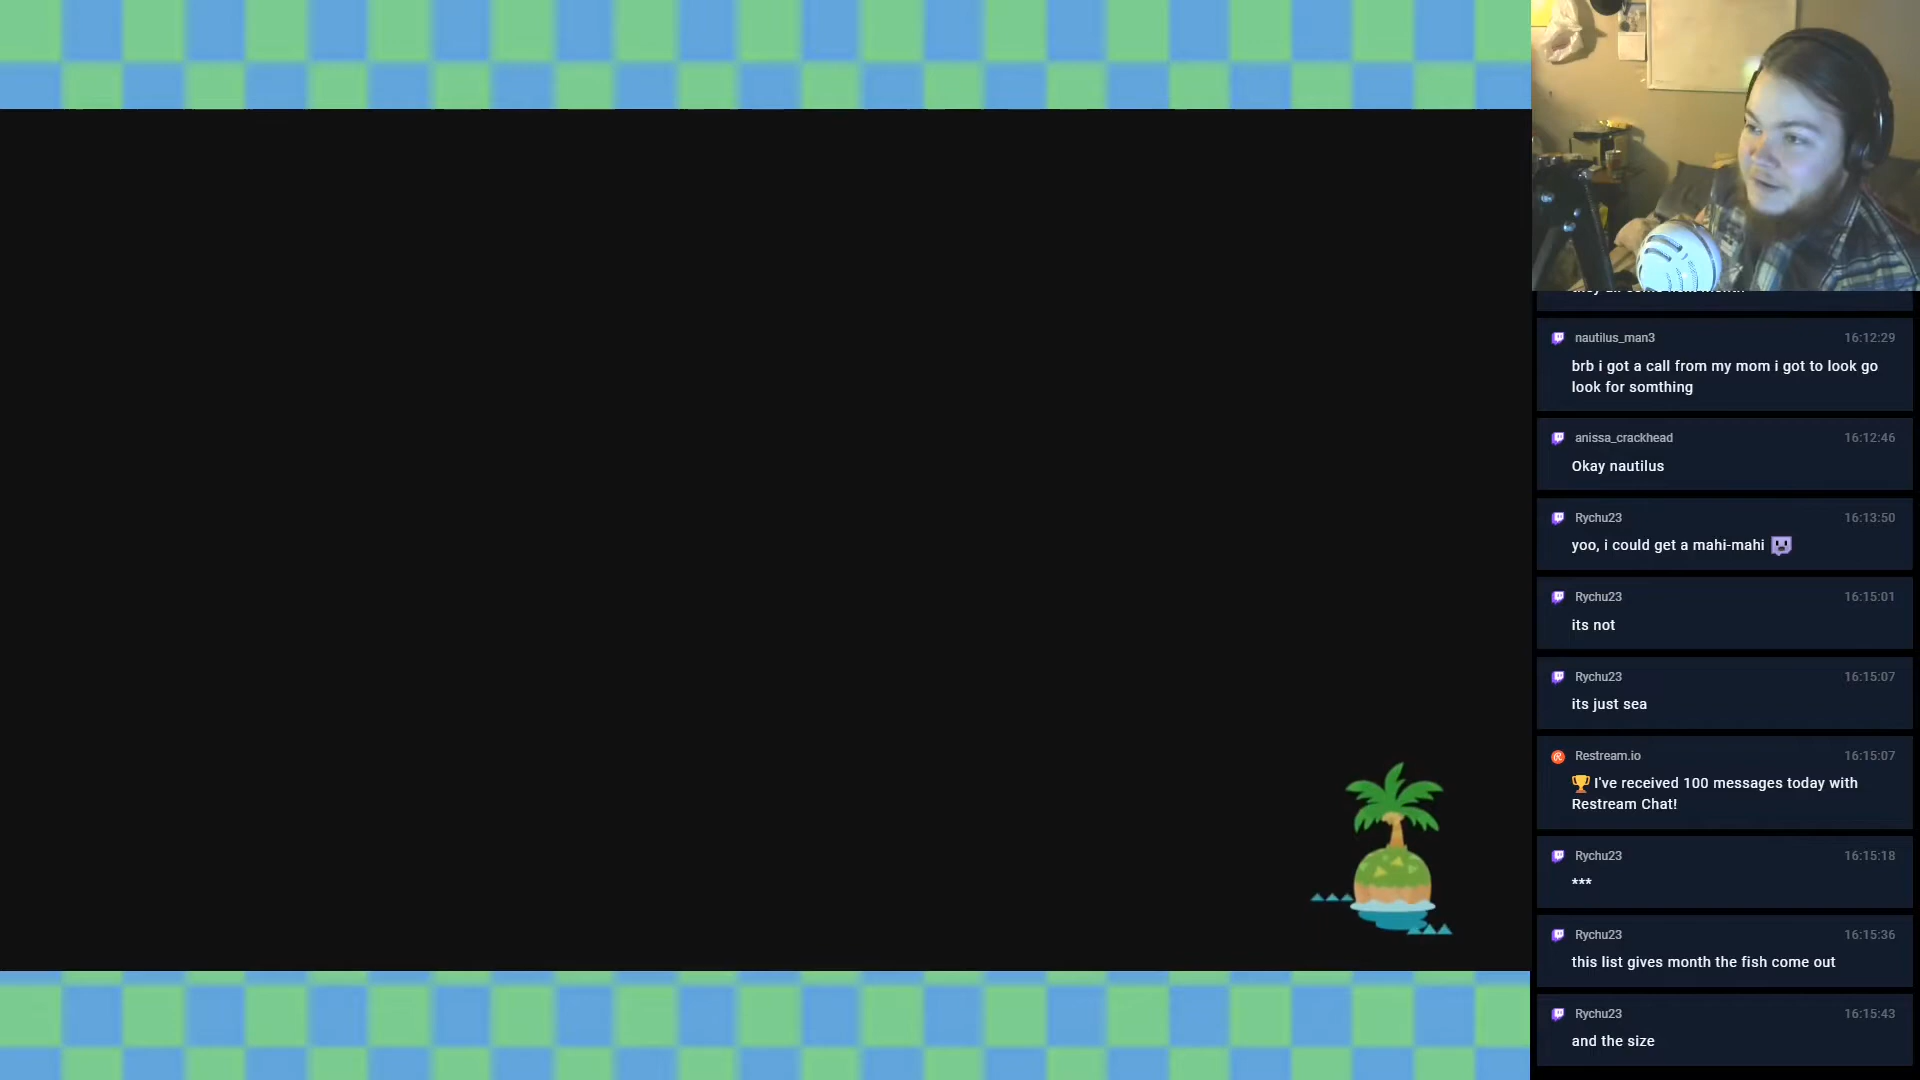 nautilus_man3 16:12:29
brb i got a call from my mom i got to look go
look for somthing
anissa_crackhead 16:12:46
Okay nautilus
Rychu23 16:13:50
yoo, i could get a mahi-mahi
Rychu23 16:15:01
its not
Rychu23 16:15:07
its just sea
Restream.io 16:15:07
🏆 I've received 100 messages today with
Restream Chat!
Rychu23 16:15:18
***
Rychu23 16:15:36
this list gives month the fish come out
Rychu23 16:15:43
and the size